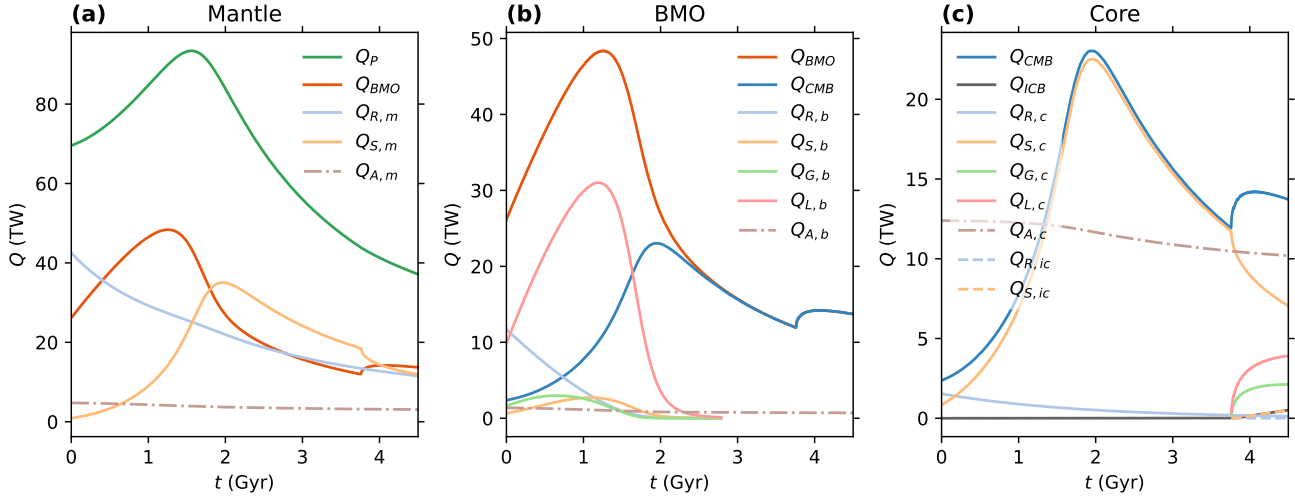 (a) Mantle
Q (TW)
80
60
40
20
0
0 1 2 3 4
t (Gyr)
Q_P
Q_BMO
Q_R, m
Q_S, m
Q_A, m
(b) BMO
50
40
30
20
10
0
0 1 2 3 4
t (Gyr)
Q_BMO
Q_CMB
Q_R, b
Q_S, b
Q_G, b
Q_L, b
Q_A, b
(c) Core
Q (TW)
20
15
10
5
0
0 1 2 3 4
t (Gyr)
Q_CMB
Q_ICB
Q_R, c
Q_S, c
Q_G, c
Q_L, c
Q_A, c
Q_R, ic
Q_S, ic